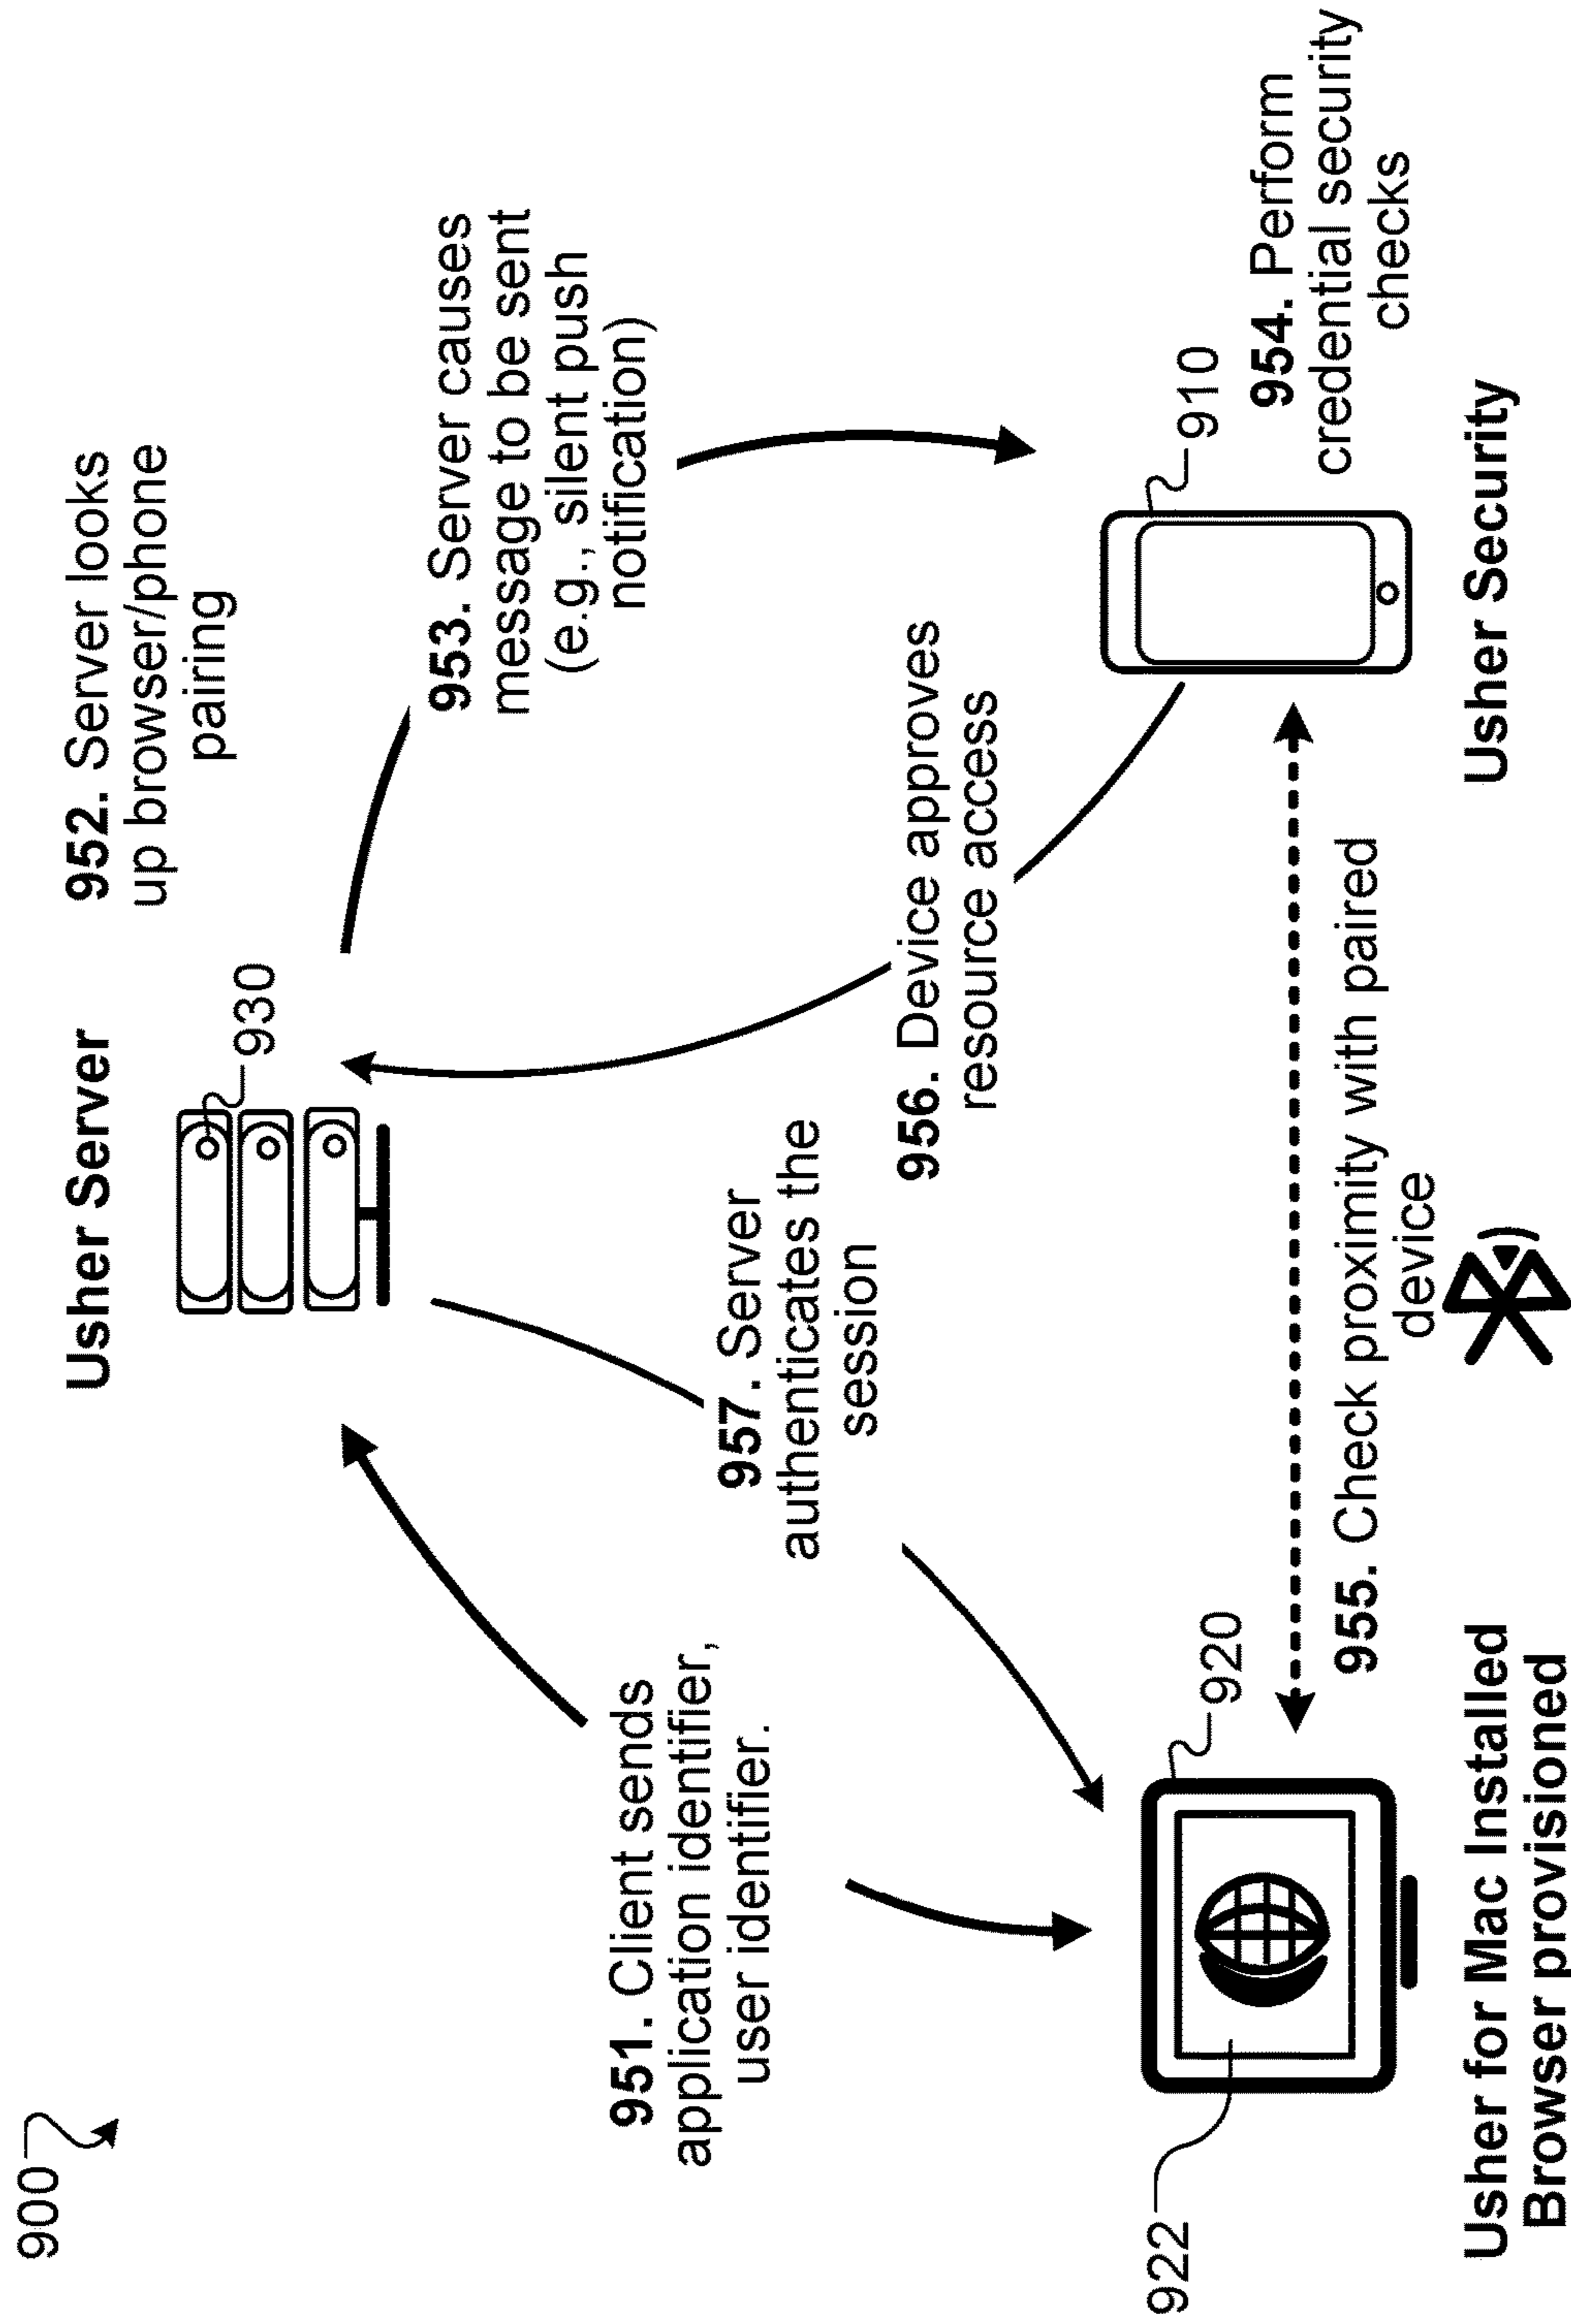 900
Usher Server
930
952. Server looks
up browser/phone
pairing
953. Server causes
message to be sent
(e.g., silent push
notification)
951. Client sends
application identifier,
user identifier.
957. Server
authenticates the
session
956. Device approves
resource access
922
920
910
954. Perform
credential security
checks
955. Check proximity with paired
device
Usher for Mac Installed
Browser provisioned
Usher Security